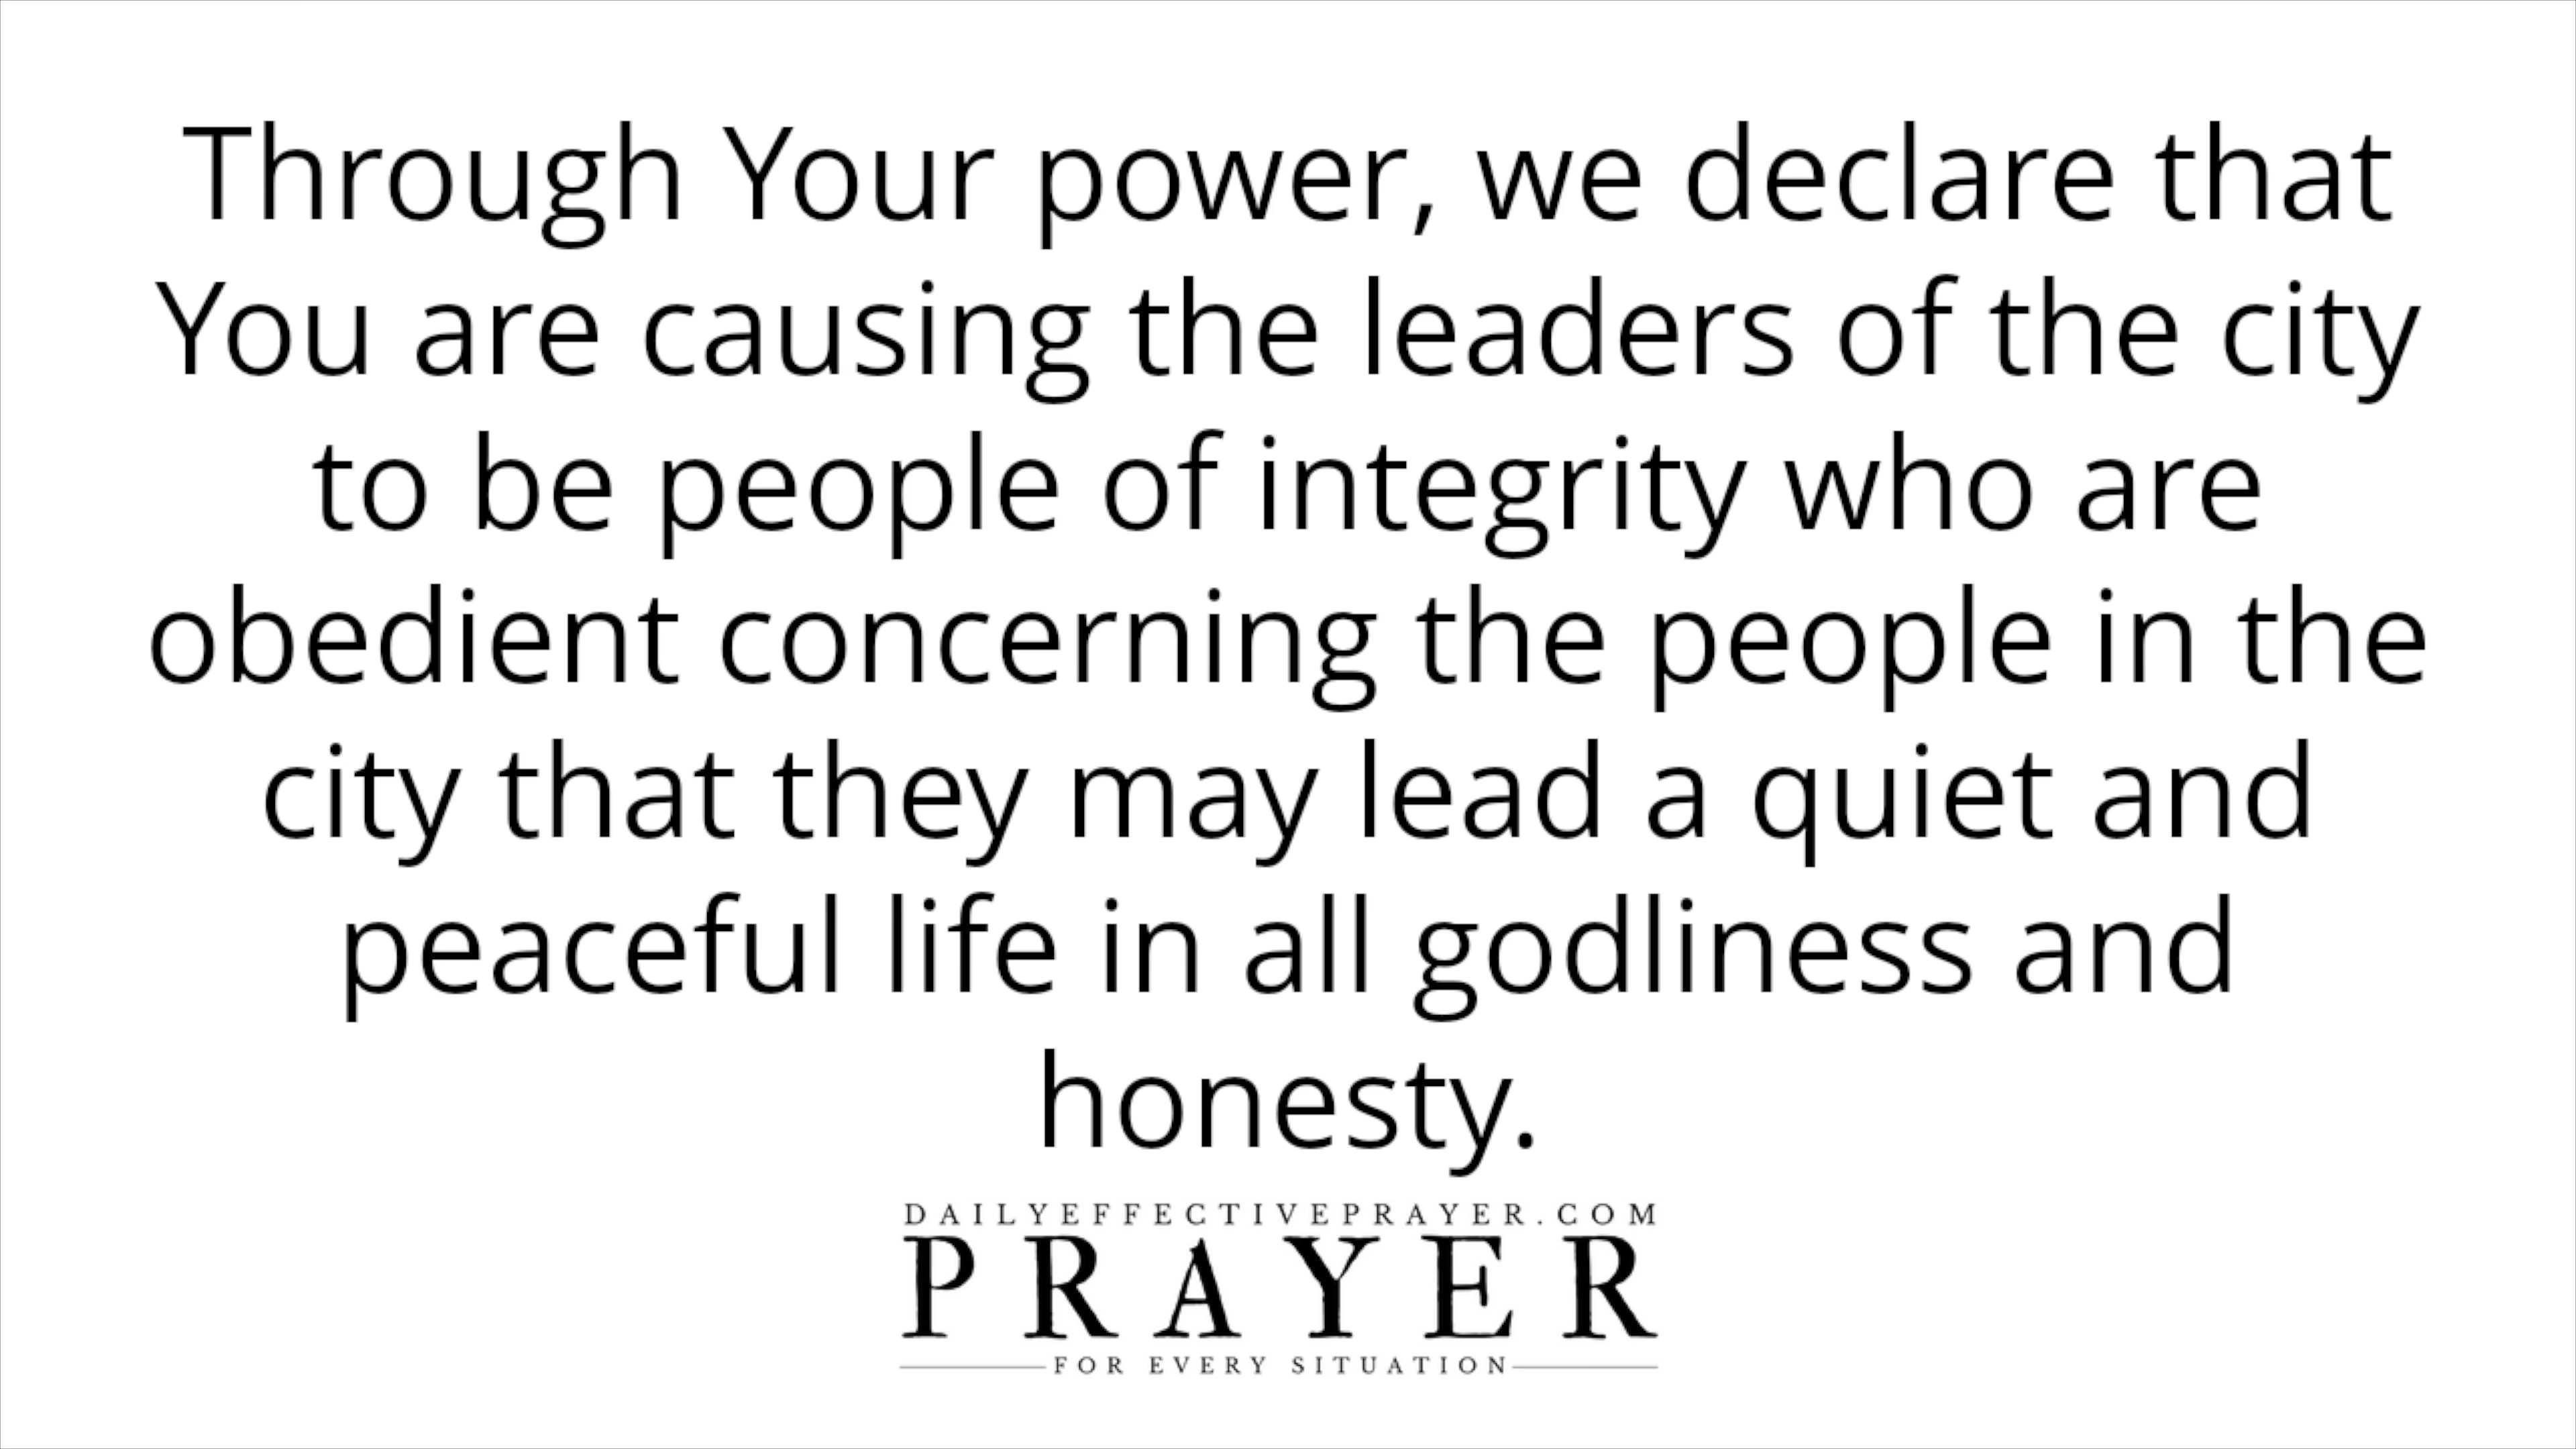 Through Your power, we declare that
You are causing the leaders of the city
to be people of integrity who are
obedient concerning the people in the
city that they may lead a quiet and
peaceful life in all godliness and
honesty.
DAILYEFFECTIVEPRAYER.COM
PRAYER
FOR EVERY SITUATION